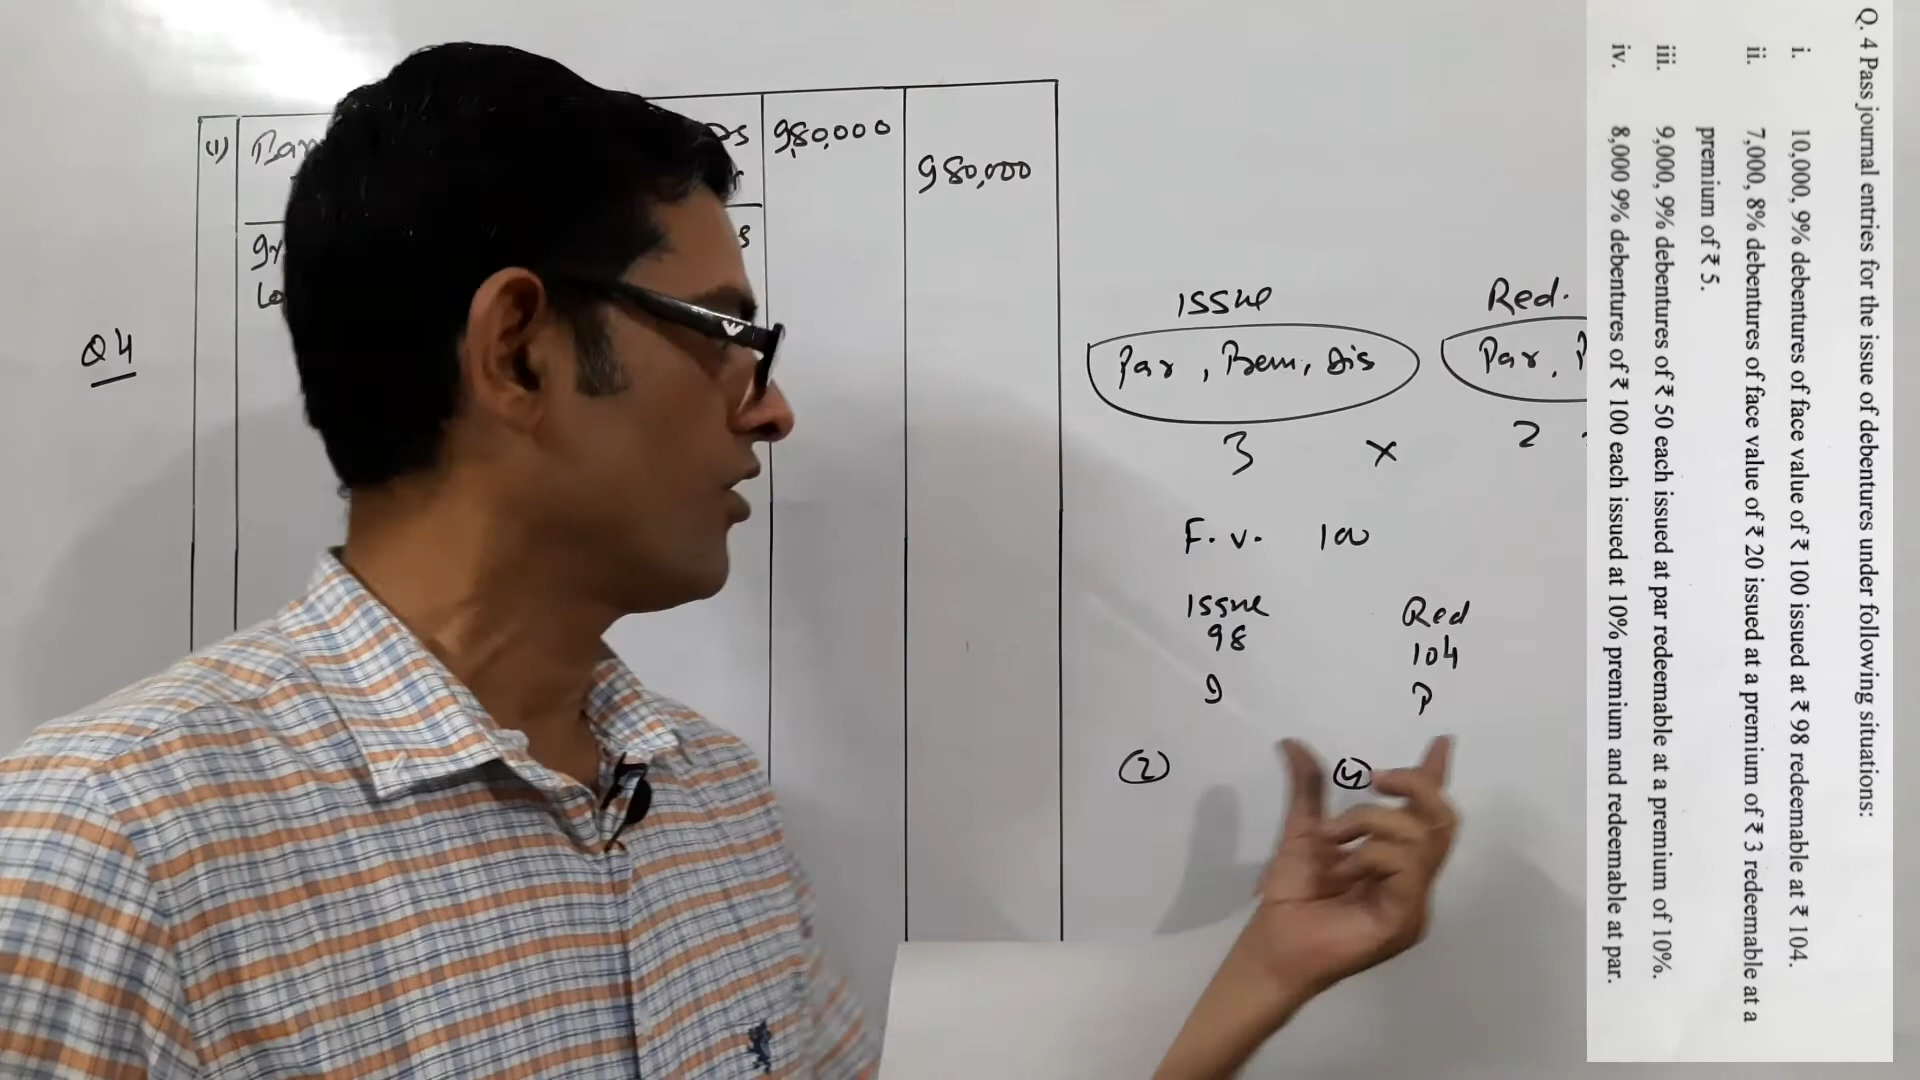 Q4
(1)
980,000
980,000
Issue
Par, Prem, Dis
3 x 2
Red.
Par,
F.V. 100
Issue Red
98 104
D P
(2) (4)
Q. 4 Pass journal entries for the issue of debentures under following situations:
i. 10,000, 9% debentures of face value of ₹ 100 issued at ₹ 98 redeemable at ₹ 104.
ii. 7,000, 8% debentures of face value of ₹ 20 issued at a premium of ₹ 3 redeemable at a
premium of ₹ 5.
iii. 9,000, 9% debentures of ₹ 50 each issued at par redeemable at a premium of 10%.
iv. 8,000 9% debentures of ₹ 100 each issued at 10% premium and redeemable at par.